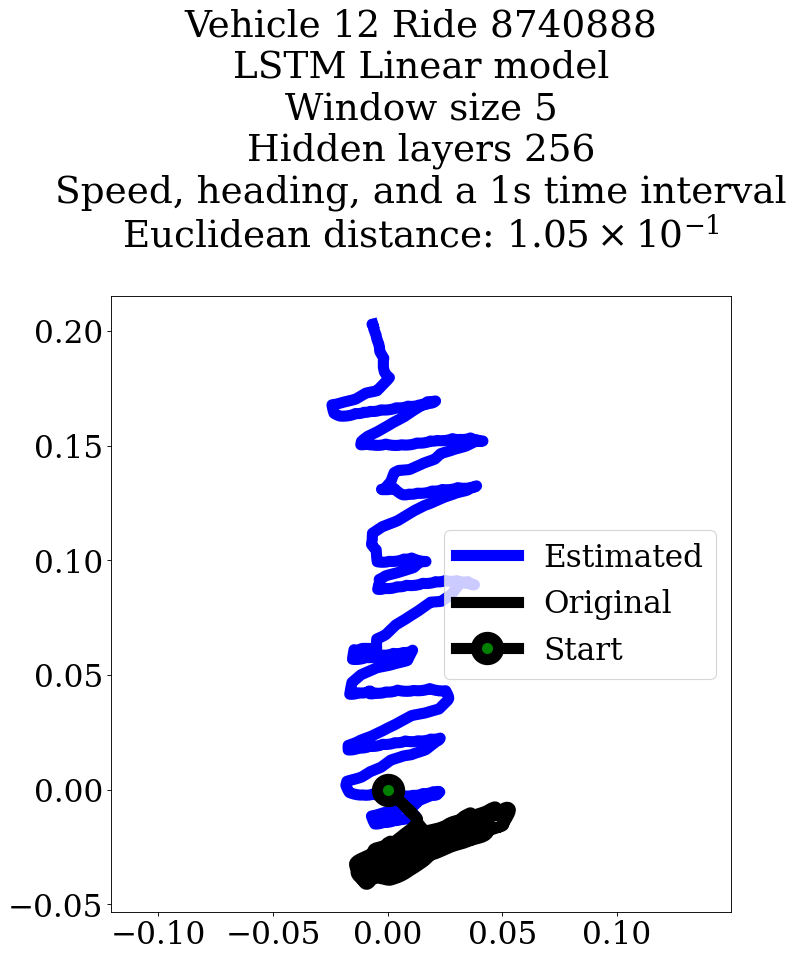 Vehicle 12 Ride 8740888
LSTM Linear model
Window size 5
Hidden layers 256
Speed, heading, and a 1s time interval
Euclidean distance: 1.05 × 10⁻¹
0.20
0.15
0.10
0.05
0.00
−0.05
Estimated
Original
Start
−0.10 −0.05 0.00 0.05 0.10